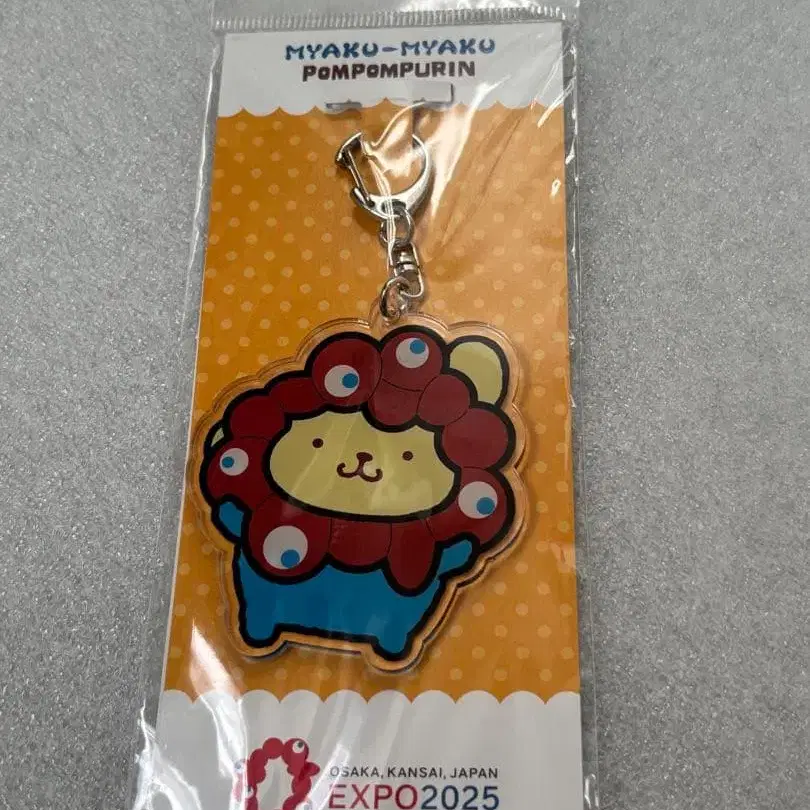 MYAKU-MYAKU
POMPOMPURIN
OSAKA, KANSAI, JAPAN
EXPO2025